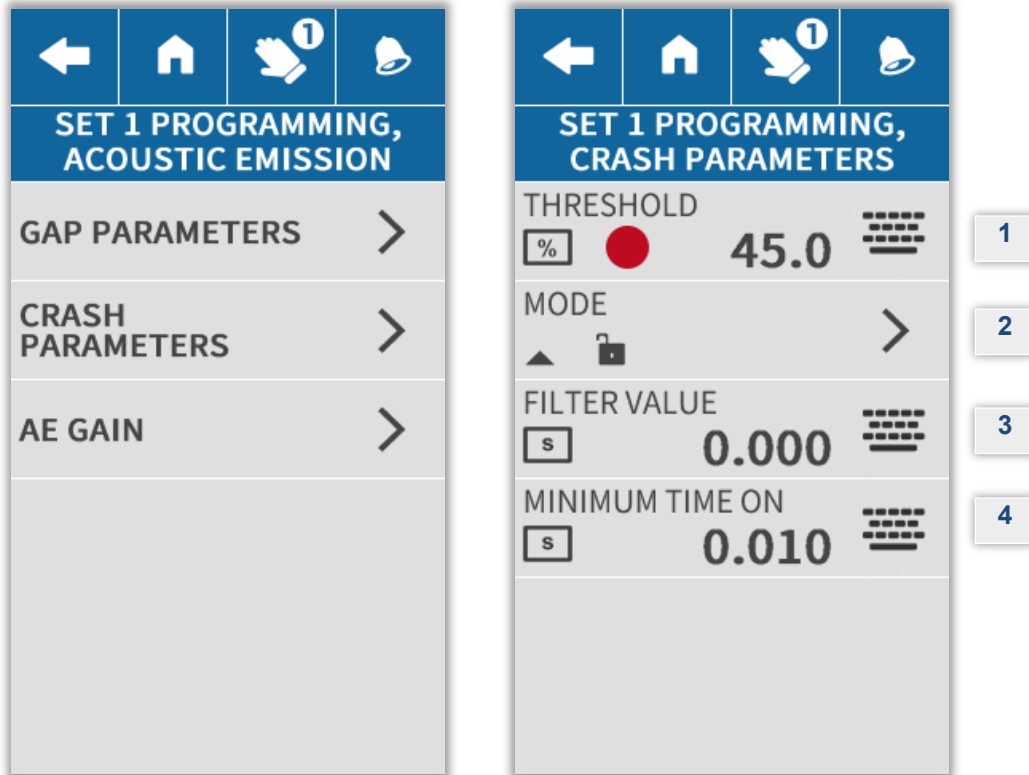 1
SET 1 PROGRAMMING,
ACOUSTIC EMISSION
GAP PARAMETERS
CRASH
PARAMETERS
AE GAIN
1
SET 1 PROGRAMMING,
CRASH PARAMETERS
THRESHOLD
% 45.0
1
MODE
2
FILTER VALUE
s 0.000
3
MINIMUM TIME ON
s 0.010
4